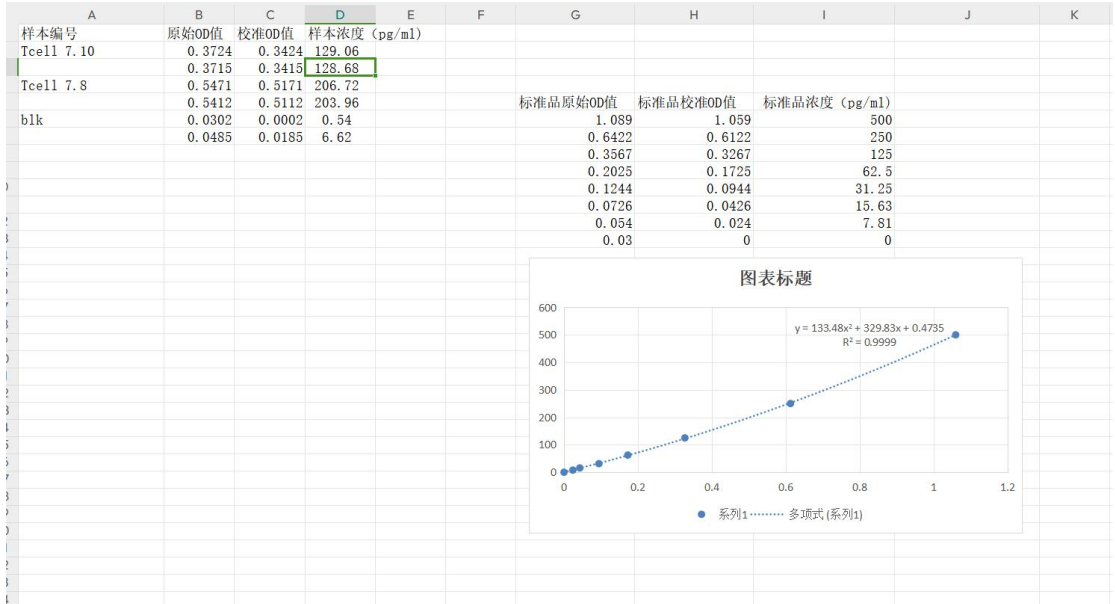 A B C D E F G H I J K
样本编号 原始OD值 校准OD值 样本浓度（pg/ml）
Tcell 7.10 0.3724 0.3424 129.06
0.3715 0.3415 128.68
Tcell 7.8 0.5471 0.5171 206.72
0.5412 0.5112 203.96
blk 0.0302 0.0002 0.54
0.0485 0.0185 6.62
标准品原始OD值 标准品校准OD值 标准品浓度（pg/ml）
1.089 1.059 500
0.6422 0.6122 250
0.3567 0.3267 125
0.2025 0.1725 62.5
0.1244 0.0944 31.25
0.0726 0.0426 15.63
0.054 0.024 7.81
0.03 0 0
图表标题
y = 133.48x² + 329.83x + 0.4735
R² = 0.9999
600
500
400
300
200
100
0
0 0.2 0.4 0.6 0.8 1 1.2
系列1 多项式 (系列1)